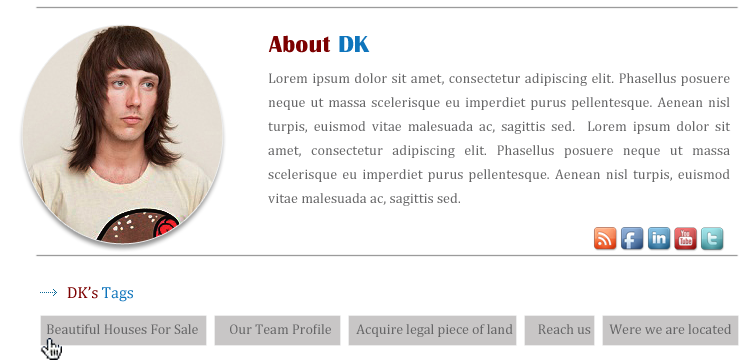 About DK
Lorem ipsum dolor sit amet, consectetur adipiscing elit. Phasellus posuere
neque ut massa scelerisque eu imperdiet purus pellentesque. Aenean nisl
turpis, euismod vitae malesuada ac, sagittis sed. Lorem ipsum dolor sit
amet, consectetur adipiscing elit. Phasellus posuere neque ut massa
scelerisque eu imperdiet purus pellentesque. Aenean nisl turpis, euismod
vitae malesuada ac, sagittis sed.
f in You Tube t
DK's Tags
Beautiful Houses For Sale Our Team Profile Acquire legal piece of land Reach us Were we are located